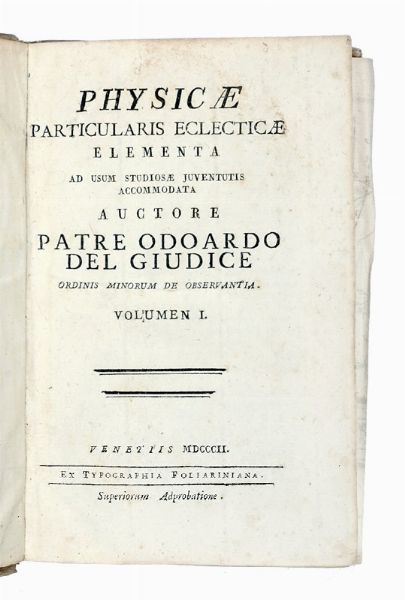 PHYSICÆ
PARTICULARIS ECLECTICÆ
ELEMENTA
AD USUM STUDIOSÆ JUVENTUTIS
ACCOMMODATA
AUCTORE
PATRE ODOARDO
DEL GIUDICE
ORDINIS MINORUM DE OBSERVANTIA.
VOLUMEN I.
VENETIIS MDCCCII.
EX TYPOGRAPHIA FOLIARINIANA.
Superiorum Adprobatione.